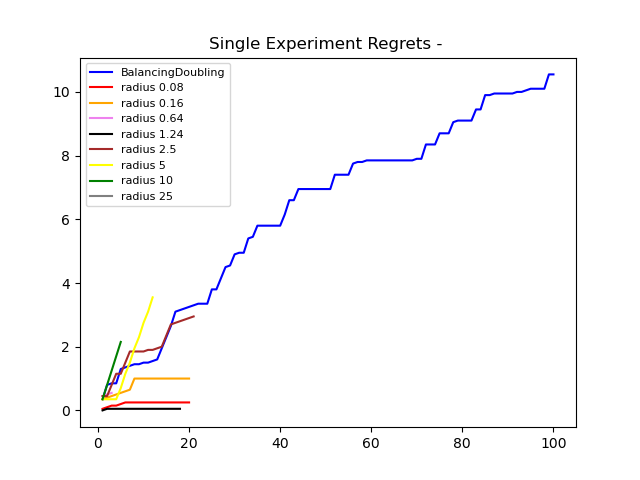 Single Experiment Regrets -
BalancingDoubling
radius 0.08
radius 0.16
radius 0.64
radius 1.24
radius 2.5
radius 5
radius 10
radius 25
10
8
6
4
2
0
0 20 40 60 80 100